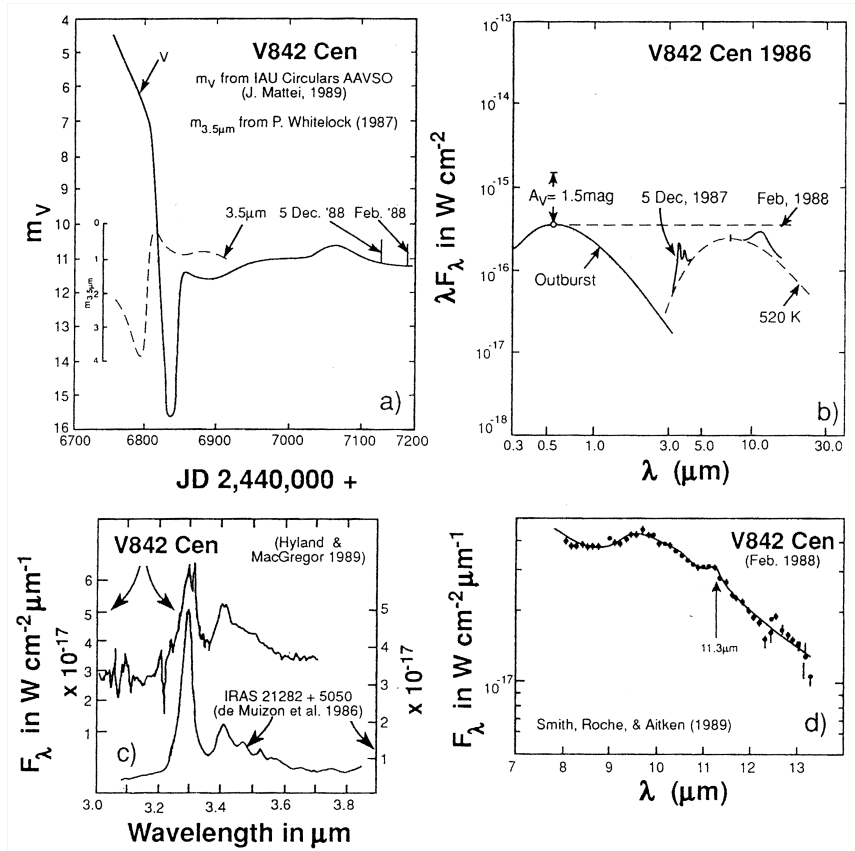 V842 Cen
V
m_V from IAU Circulars AAVSO
(J. Mattei, 1989)
m_3.5µm from P. Whitelock (1987)
3.5µm 5 Dec. '88 Feb. '88
4
5
6
7
8
9
10
11
12
13
14
15
16
m_V
0
1
2
3
4
m_3.5µm
a)
6700 6800 6900 7000 7100 7200
JD 2,440,000 +
V842 Cen 1986
10^-13
10^-14
10^-15
10^16
10^-17
10^-18
λF_λ in W cm^-2
A_V= 1.5mag
5 Dec, 1987
Feb, 1988
Outburst
520 K
b)
0.3 0.5 1.0 3.0 5.0 10.0 30.0
λ (µm)
V842 Cen
(Hyland &
MacGregor 1989)
6
5
4
3
2
1
F_λ in W cm^-2 µm^-1
x 10^-17
5
4
3
2
1
x 10^-17
IRAS 21282 + 5050
(de Muizon et al. 1986)
c)
3.0 3.2 3.4 3.6 3.8
Wavelength in µm
V842 Cen
(Feb. 1988)
F_λ in W cm^-2 µm^-1
10^-17
11.3µm
Smith, Roche, & Aitken (1989)
d)
7 8 9 10 11 12 13
λ (µm)